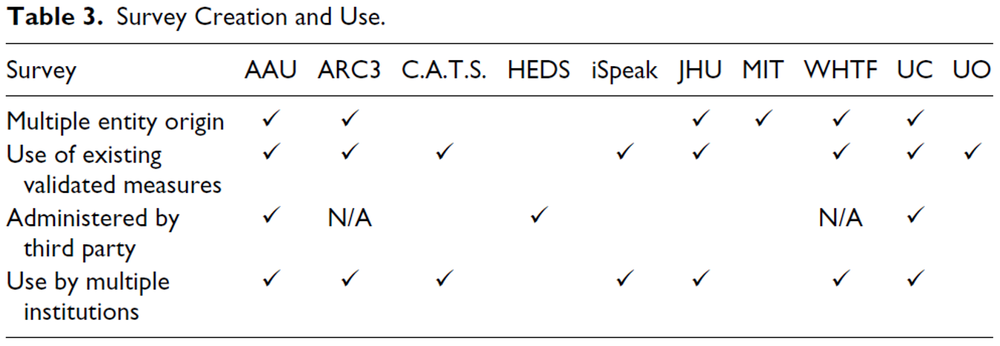 Table 3. Survey Creation and Use.
Survey AAU ARC3 C.A.T.S. HEDS iSpeak JHU MIT WHTF UC UO
Multiple entity origin ✓ ✓ ✓ ✓ ✓ ✓
Use of existing ✓ ✓ ✓ ✓ ✓ ✓ ✓ ✓
validated measures
Administered by ✓ N/A ✓ N/A ✓
third party
Use by multiple ✓ ✓ ✓ ✓ ✓ ✓ ✓
institutions